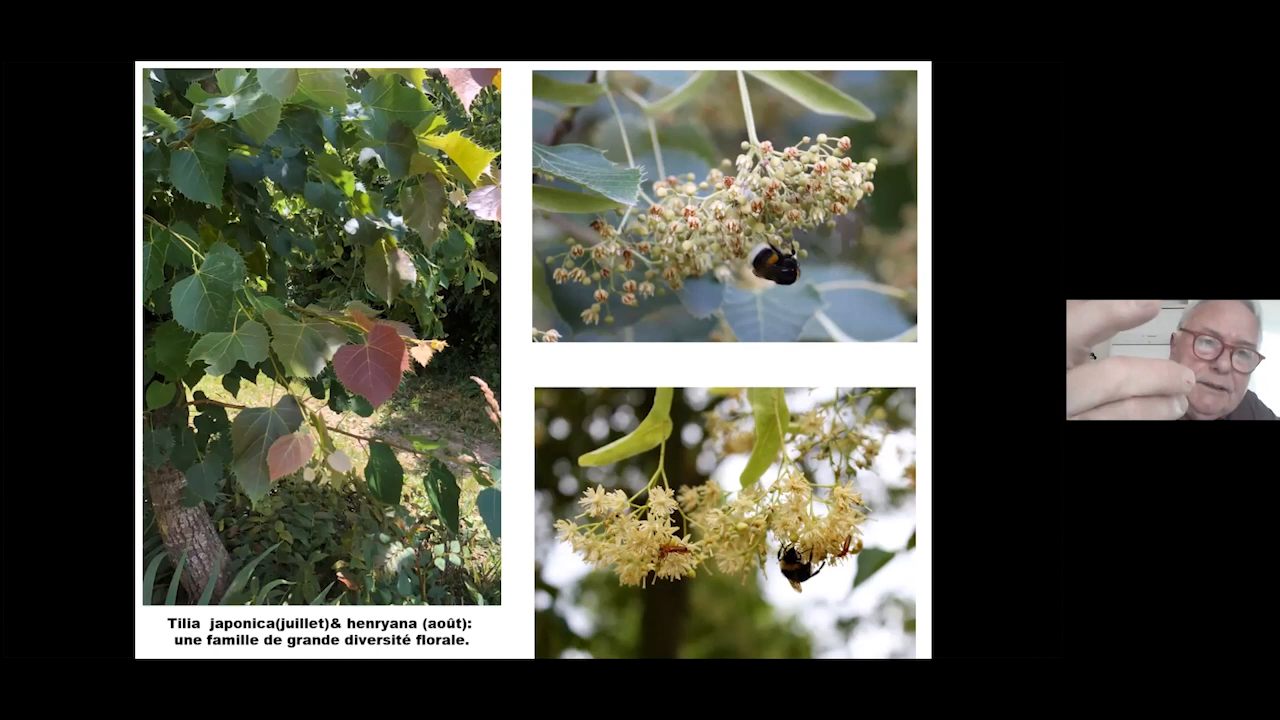 Tilia  japonica(juillet)& henryana (août):
une famille de grande diversité florale.